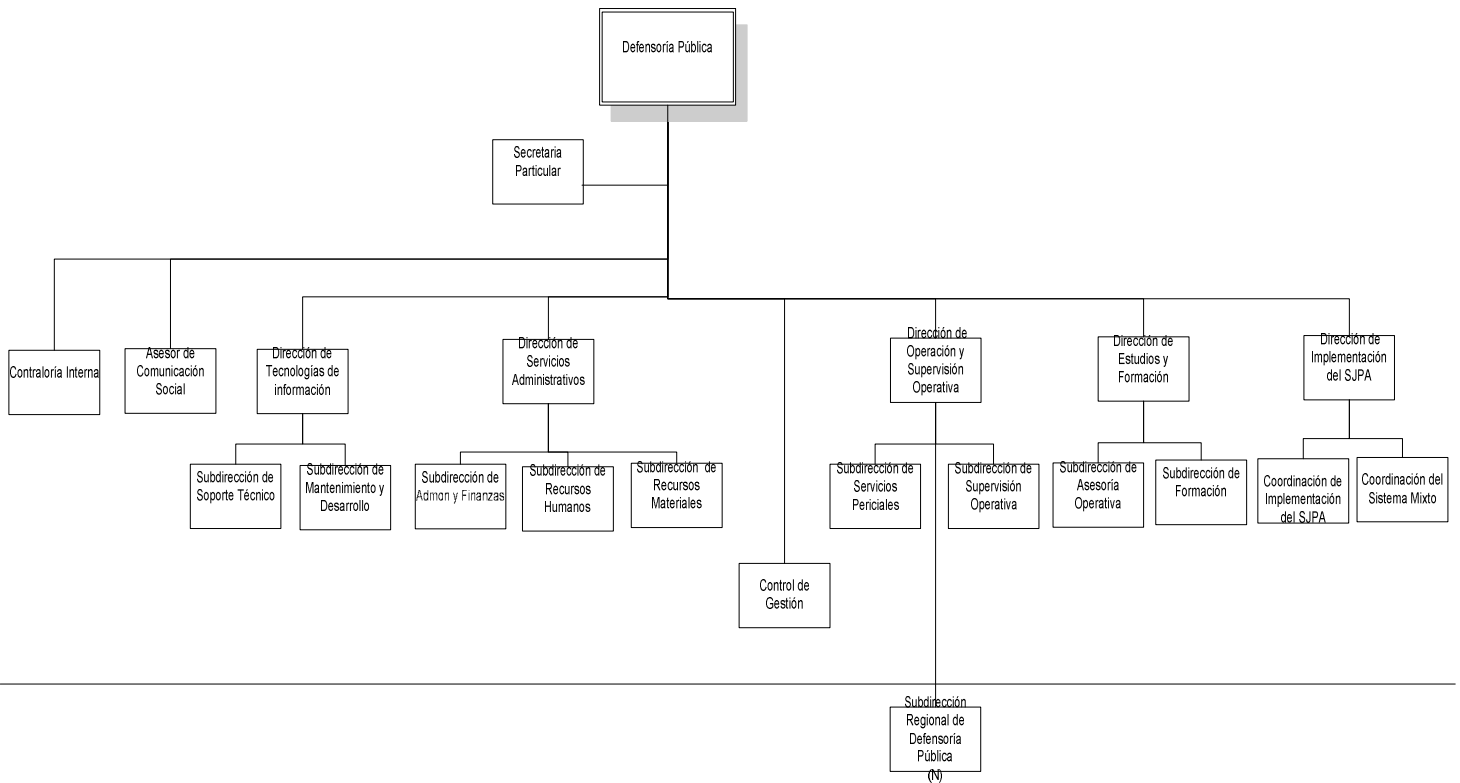 Defensoría Pública
Secretaria
Particular
Contraloría Interna
Asesor de
Comunicación
Social
Dirección de
Tecnologías de
información
Dirección de
Servicios
Administrativos
Dirección de
Operación y
Supervisión
Operativa
Dirección de
Estudios y
Formación
Dirección de
Implementación
del SJPA
Subdirección de
Soporte Técnico
Subdirección de
Mantenimiento y
Desarrollo
Subdirección de
Admon y Finanzas
Subdirección de
Recursos
Humanos
Subdirección de
Recursos
Materiales
Subdirección de
Servicios
Periciales
Subdirección de
Supervisión
Operativa
Subdirección de
Asesoría
Operativa
Subdirección de
Formación
Coordinación de
Implementación
del SJPA
Coordinación del
Sistema Mixto
Control de
Gestión
Subdirección
Regional de
Defensoría
Pública
(N)